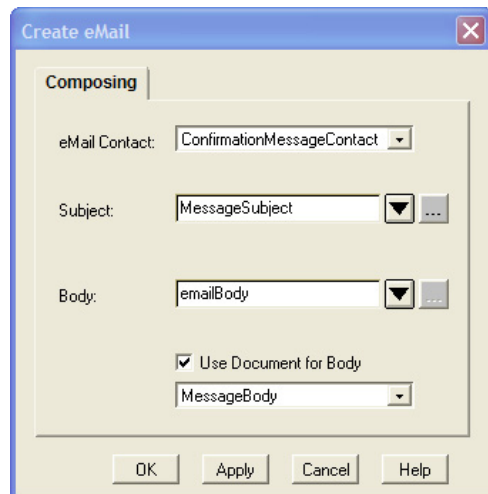 Create eMail
Composing
eMail Contact: ConfirmationMessageContact
Subject: MessageSubject ...
Body: emailBody ...
Use Document for Body
MessageBody
OK Apply Cancel Help